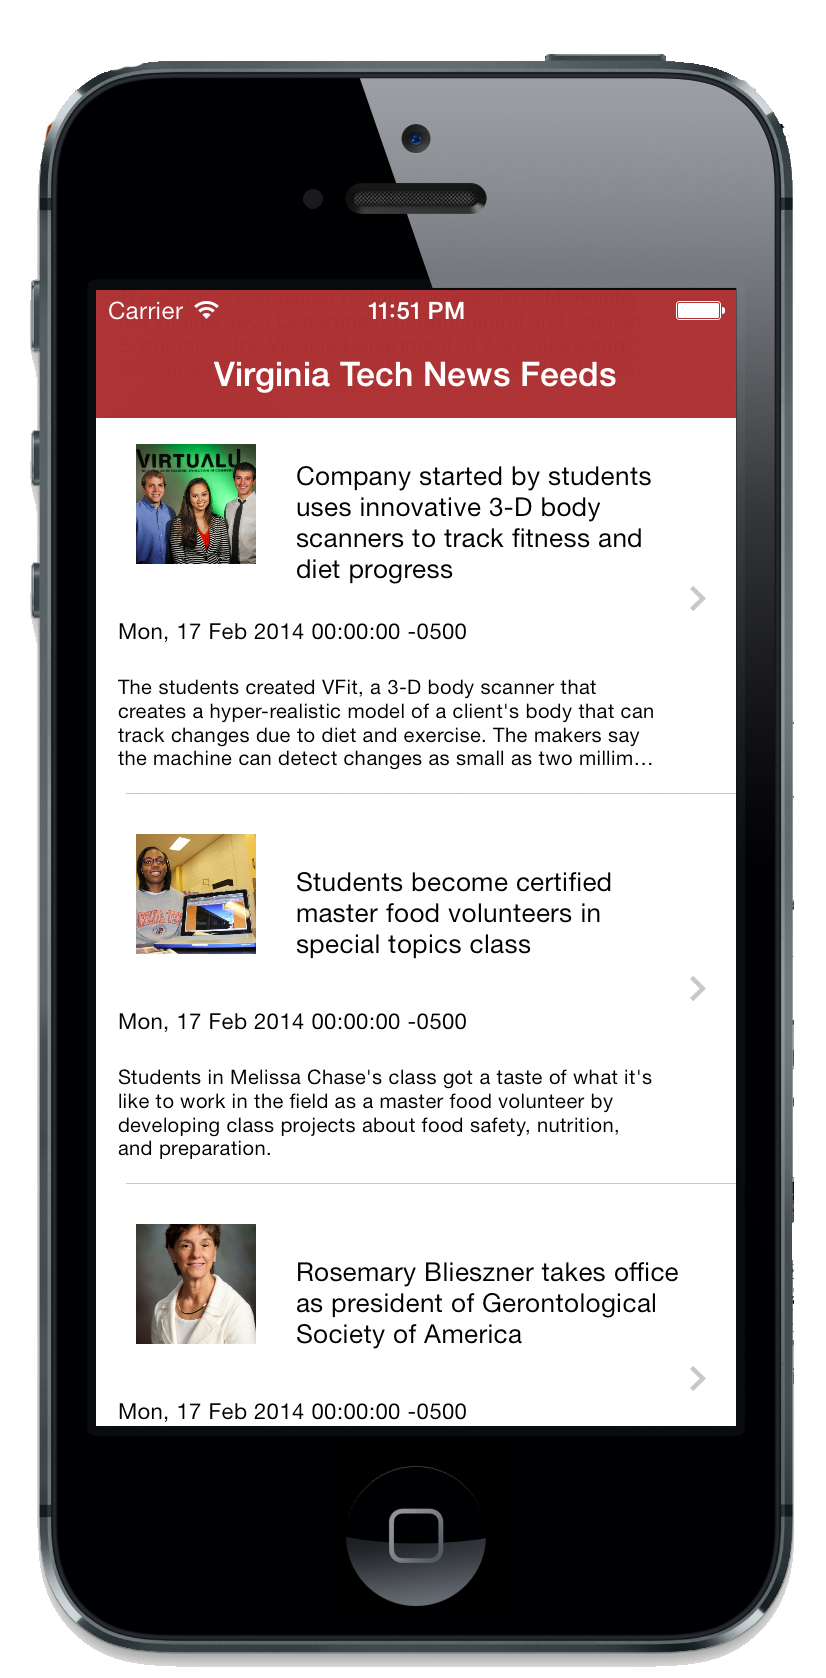 Carrier 11:51 PM
Virginia Tech News Feeds
VIRTUALU
Company started by students
uses innovative 3-D body
scanners to track fitness and
diet progress
Mon, 17 Feb 2014 00:00:00 -0500
The students created VFit, a 3-D body scanner that
creates a hyper-realistic model of a client's body that can
track changes due to diet and exercise. The makers say
the machine can detect changes as small as two millim...
Students become certified
master food volunteers in
special topics class
Mon, 17 Feb 2014 00:00:00 -0500
Students in Melissa Chase's class got a taste of what it's
like to work in the field as a master food volunteer by
developing class projects about food safety, nutrition,
and preparation.
Rosemary Blieszner takes office
as president of Gerontological
Society of America
Mon, 17 Feb 2014 00:00:00 -0500